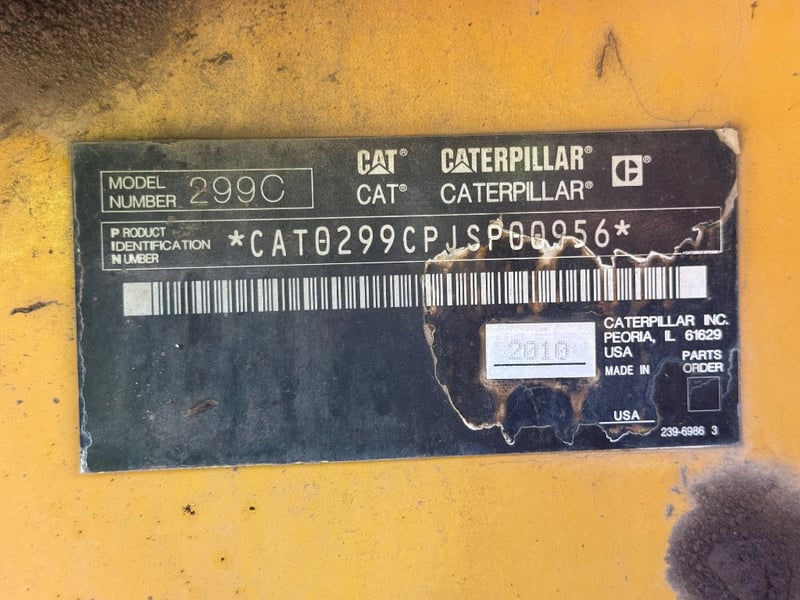 CAT® CATERPILLAR® C®
MODEL NUMBER 299C CAT® CATERPILLAR®
PRODUCT IDENTIFICATION NUMBER *CAT0299CPJSP00956*
CATERPILLAR INC.
PEORIA, IL 61629
2010 USA
MADE IN PARTS ORDER
USA
239-6986 3